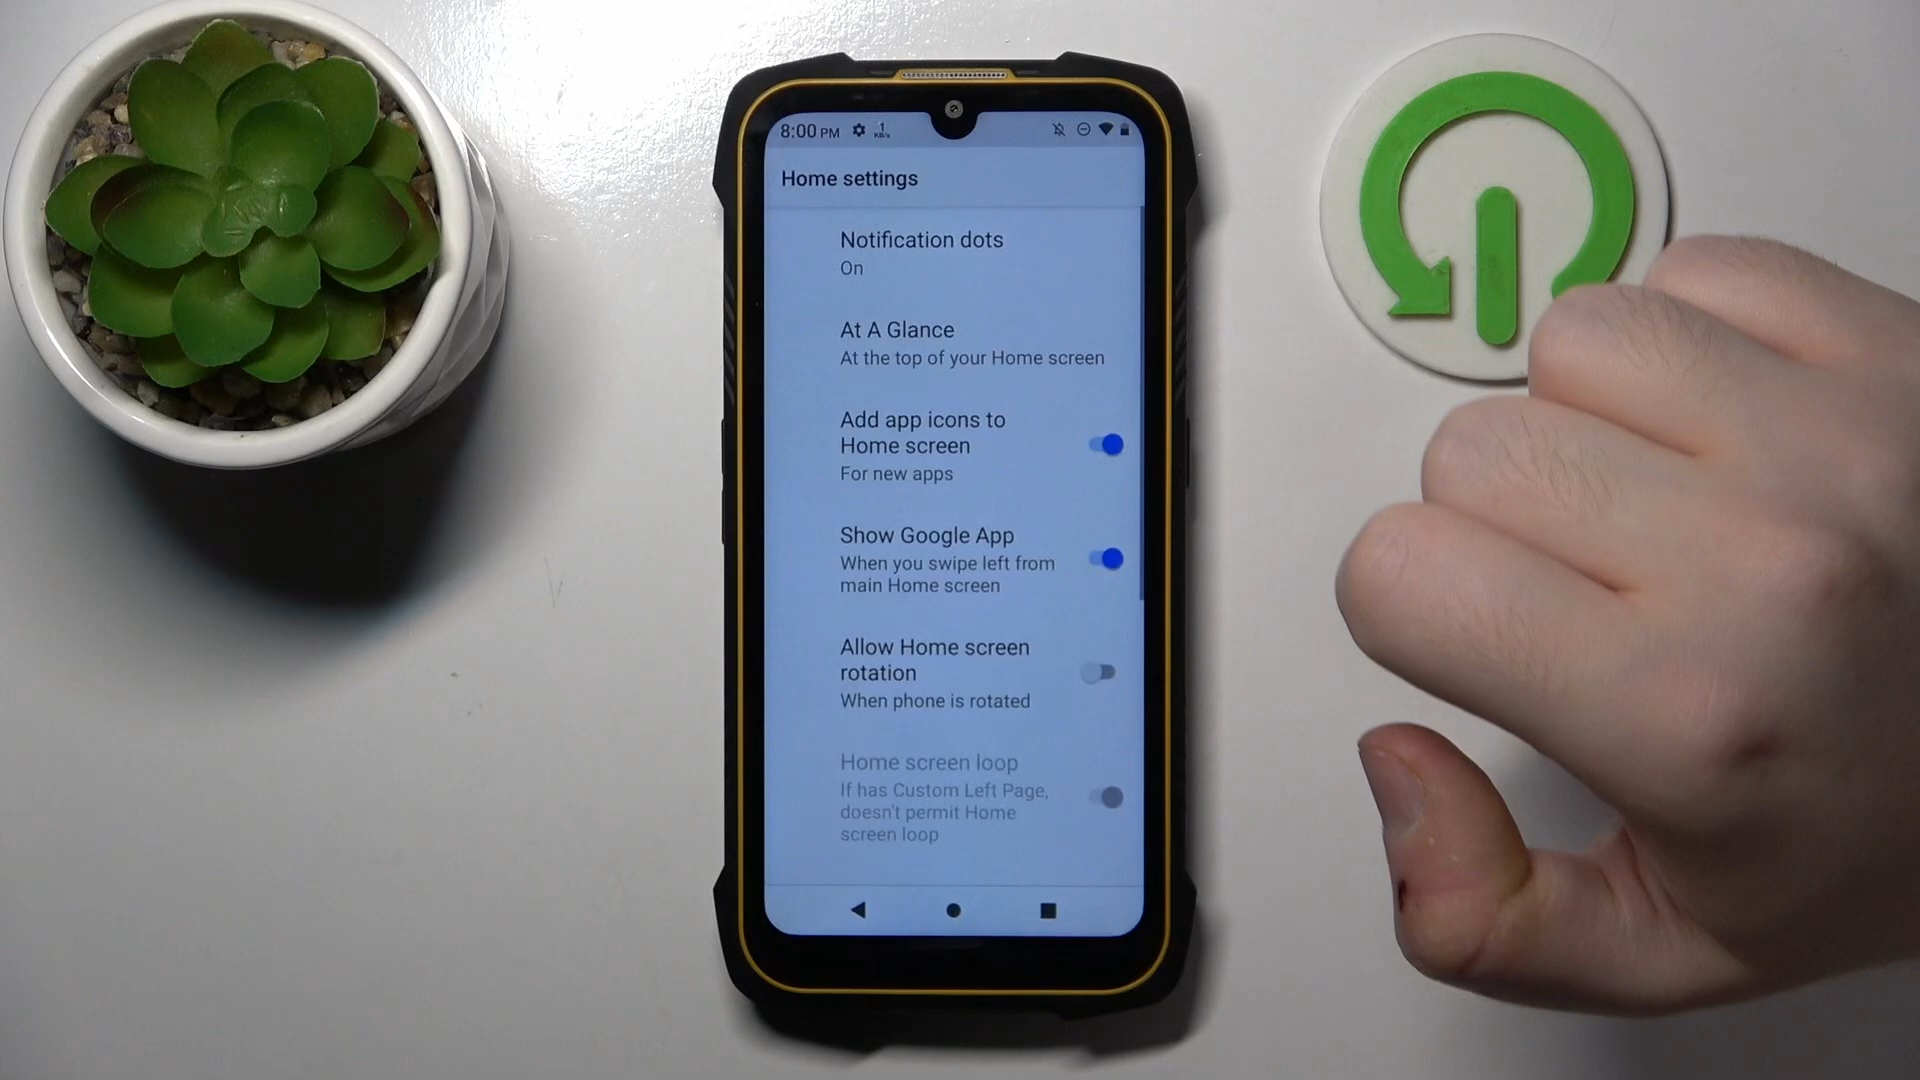 8:00 PM 1 KB/s
Home settings
Notification dots
On
At A Glance
At the top of your Home screen
Add app icons to
Home screen
For new apps
Show Google App
When you swipe left from
main Home screen
Allow Home screen
rotation
When phone is rotated
Home screen loop
If has Custom Left Page,
doesn't permit Home
screen loop